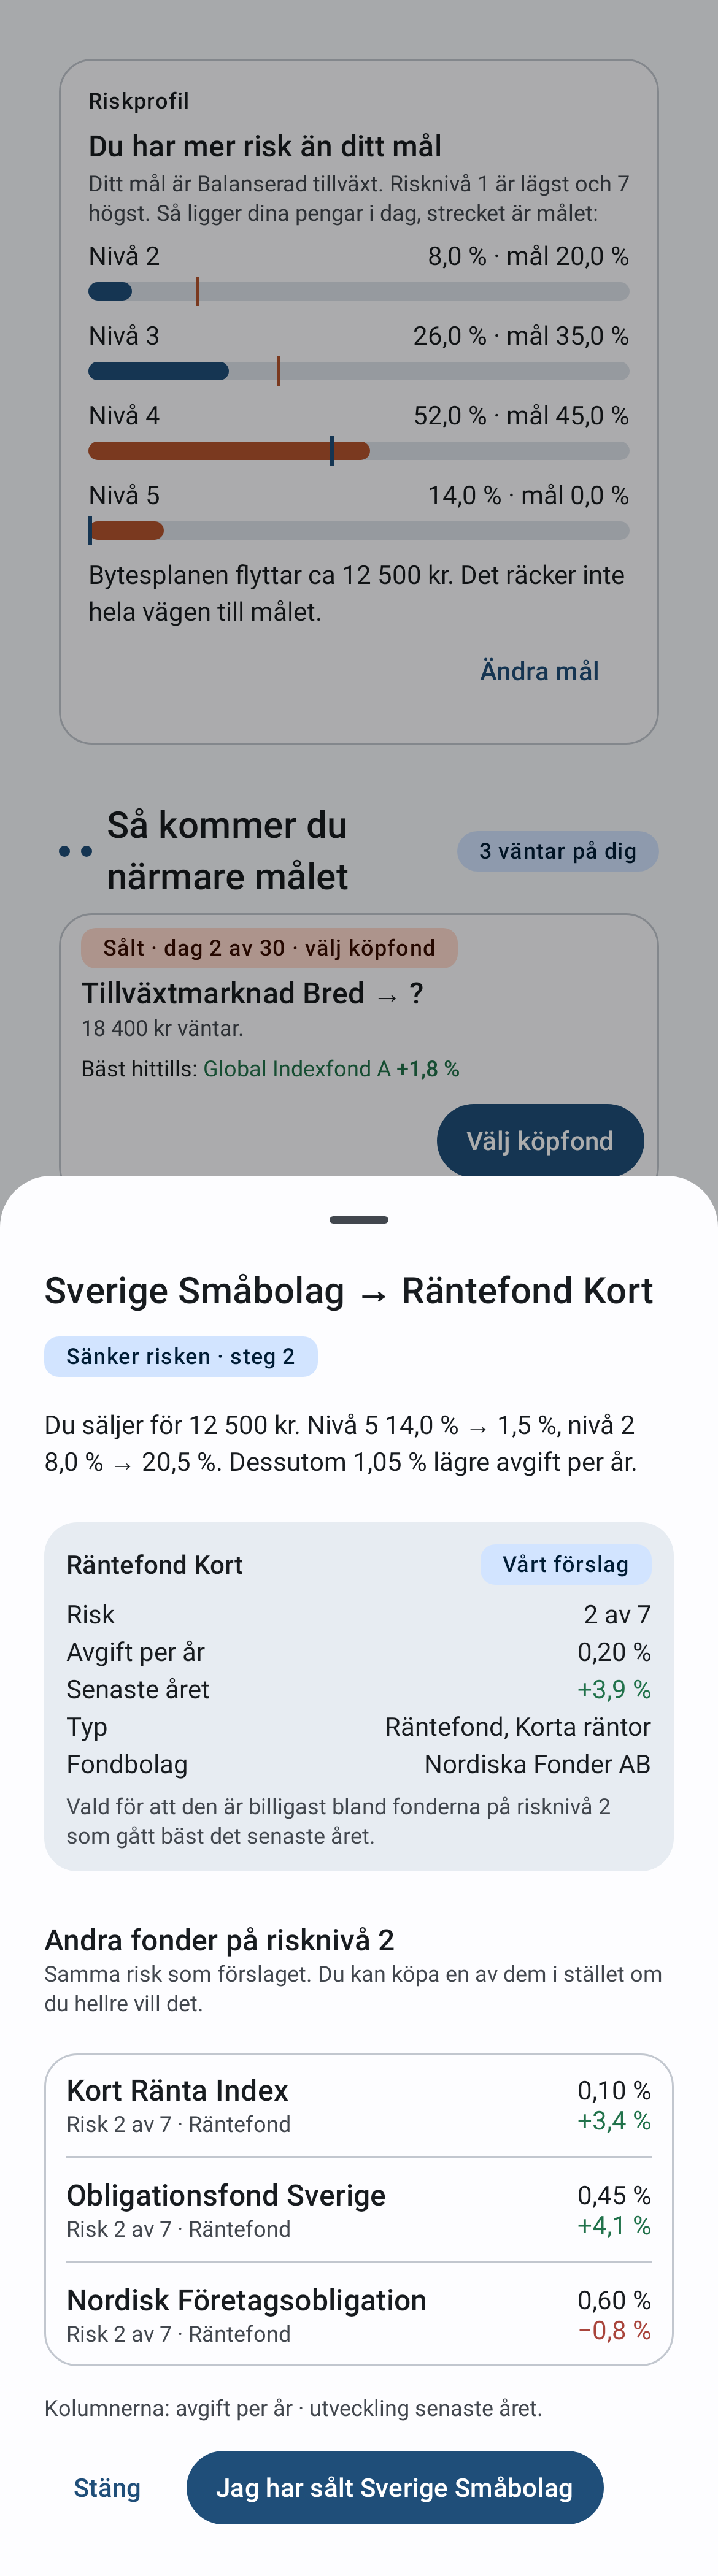 Riskprofil
Du har mer risk än ditt mål
Ditt mål är Balanserad tillväxt. Risknivå 1 är lägst och 7
högst. Så ligger dina pengar i dag, strecket är målet:
Nivå 2 8,0 % · mål 20,0 %
Nivå 3 26,0 % · mål 35,0 %
Nivå 4 52,0 % · mål 45,0 %
Nivå 5 14,0 % · mål 0,0 %
Bytesplanen flyttar ca 12 500 kr. Det räcker inte
hela vägen till målet.
Ändra mål
Så kommer du
närmare målet
3 väntar på dig
Sålt · dag 2 av 30 · välj köpfond
Tillväxtmarknad Bred → ?
18 400 kr väntar.
Bäst hittills: Global Indexfond A +1,8 %
Välj köpfond
Sverige Småbolag → Räntefond Kort
Sänker risken · steg 2
Du säljer för 12 500 kr. Nivå 5 14,0 % → 1,5 %, nivå 2
8,0 % → 20,5 %. Dessutom 1,05 % lägre avgift per år.
Räntefond Kort Vårt förslag
Risk 2 av 7
Avgift per år 0,20 %
Senaste året +3,9 %
Typ Räntefond, Korta räntor
Fondbolag Nordiska Fonder AB
Vald för att den är billigast bland fonderna på risknivå 2
som gått bäst det senaste året.
Andra fonder på risknivå 2
Samma risk som förslaget. Du kan köpa en av dem i stället om
du hellre vill det.
Kort Ränta Index 0,10 %
Risk 2 av 7 · Räntefond +3,4 %
Obligationsfond Sverige 0,45 %
Risk 2 av 7 · Räntefond +4,1 %
Nordisk Företagsobligation 0,60 %
Risk 2 av 7 · Räntefond −0,8 %
Kolumnerna: avgift per år · utveckling senaste året.
Stäng Jag har sålt Sverige Småbolag